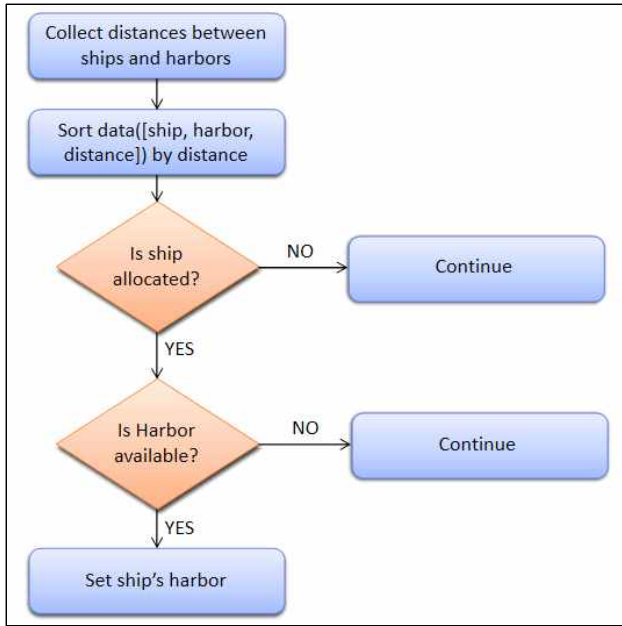 Collect distances between
ships and harbors
Sort data([ship, harbor,
distance]) by distance
Is ship
allocated?
NO
Continue
YES
Is Harbor
available?
NO
Continue
YES
Set ship's harbor